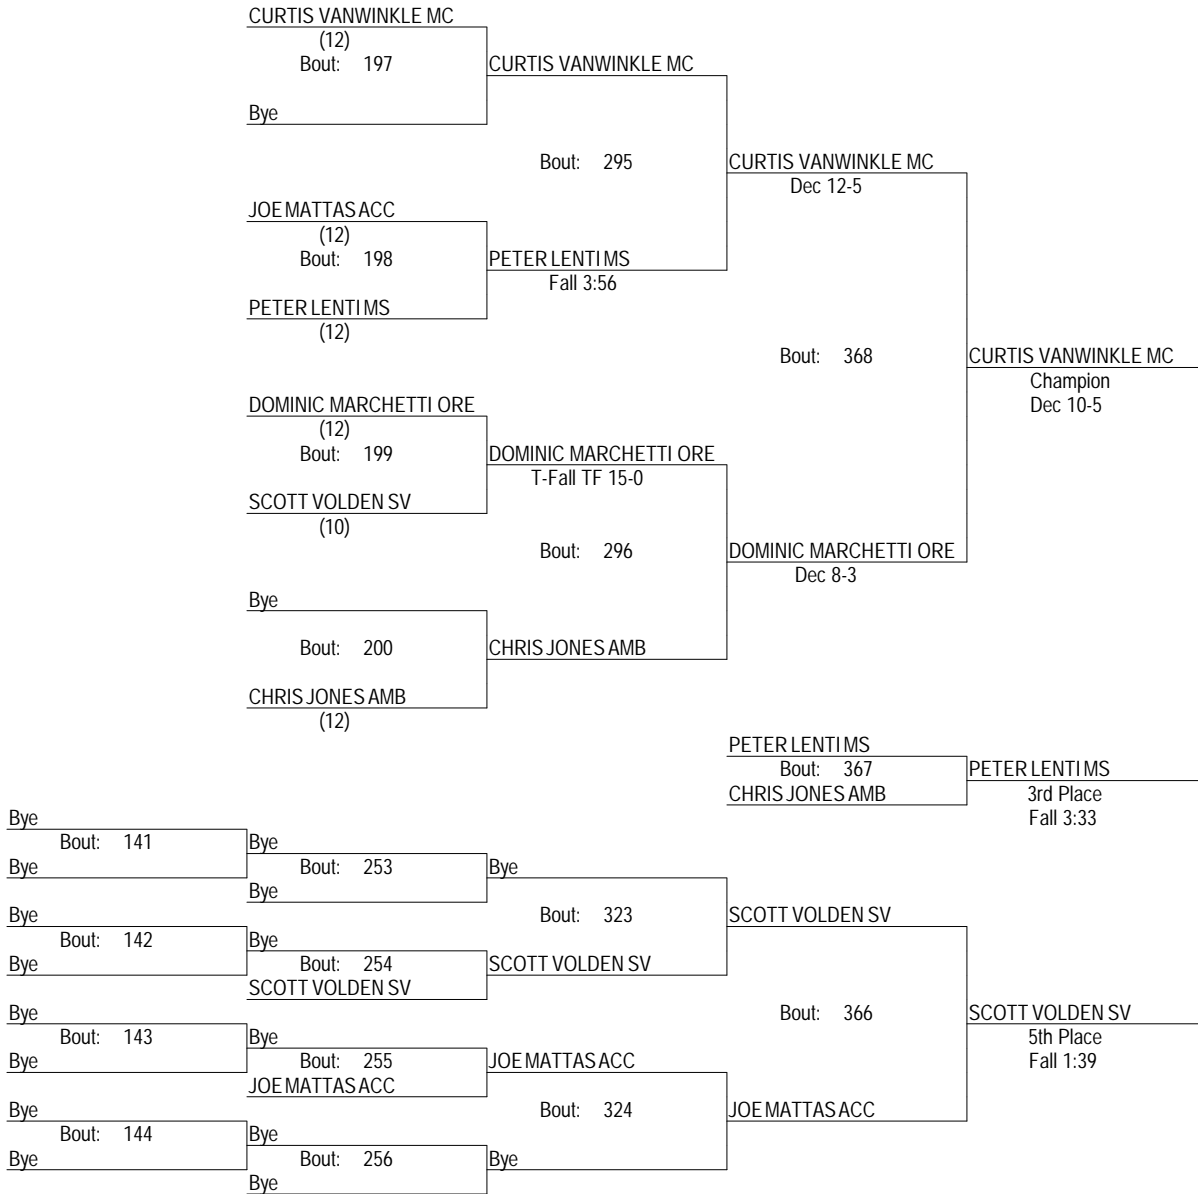 CURTIS VANWINKLE MC
(12)
Bout: 197
CURTIS VANWINKLE MC
Bye
Bout: 295
CURTIS VANWINKLE MC
Dec 12-5
JOE MATTAS ACC
(12)
Bout: 198
PETER LENTI MS
Fall 3:56
PETER LENTI MS
(12)
Bout: 368
CURTIS VANWINKLE MC
Champion
Dec 10-5
DOMINIC MARCHETTI ORE
(12)
Bout: 199
DOMINIC MARCHETTI ORE
T-Fall TF 15-0
SCOTT VOLDEN SV
(10)
Bout: 296
DOMINIC MARCHETTI ORE
Dec 8-3
Bye
Bout: 200
CHRIS JONES AMB
CHRIS JONES AMB
(12)
PETER LENTI MS
Bout: 367
PETER LENTI MS
CHRIS JONES AMB
3rd Place
Fall 3:33
Bye
Bout: 141
Bye
Bye
Bout: 253
Bye
Bye
Bye
Bout: 323
SCOTT VOLDEN SV
Bye
Bout: 142
Bye
Bye
Bout: 254
SCOTT VOLDEN SV
SCOTT VOLDEN SV
Bout: 366
SCOTT VOLDEN SV
5th Place
Fall 1:39
Bye
Bout: 143
Bye
Bye
Bout: 255
JOE MATTAS ACC
JOE MATTAS ACC
Bout: 324
JOE MATTAS ACC
Bye
Bout: 144
Bye
Bye
Bout: 256
Bye
Bye